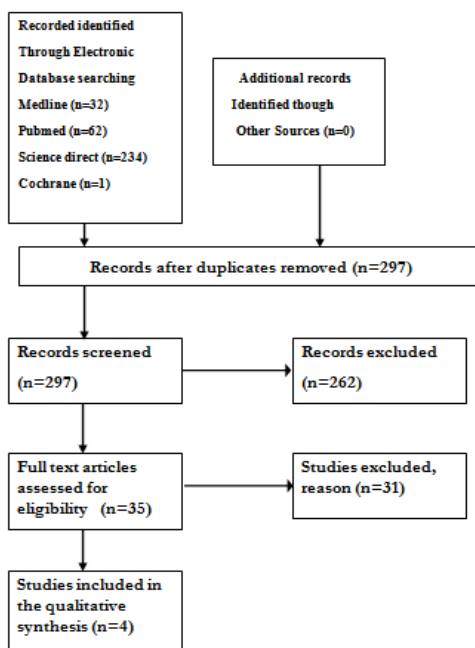 Recorded identified
Through Electronic
Database searching
Medline (n=32)
Pubmed (n=62)
Science direct (n=234)
Cochrane (n=1)
Additional records
Identified though
Other Sources (n=0)
Records after duplicates removed (n=297)
Records screened
(n=297)
Records excluded
(n=262)
Full text articles
assessed for
eligibility (n=35)
Studies excluded,
reason (n=31)
Studies included in
the qualitative
synthesis (n=4)